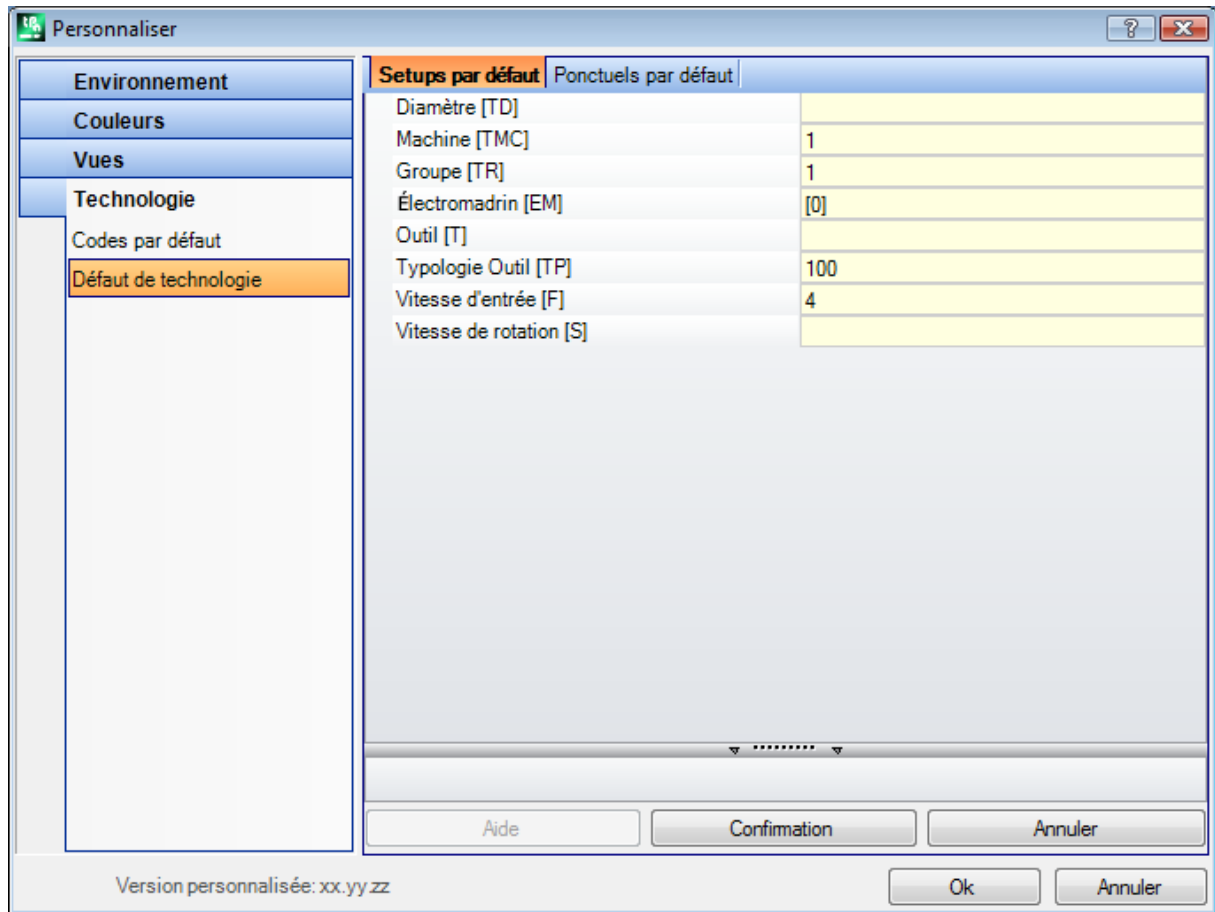 Personnaliser
Environnement
Couleurs
Vues
Technologie
Codes par défaut
Défaut de technologie
Setups par défaut Ponctuels par défaut
Diamètre [TD]
Machine [TMC] 1
Groupe [TR] 1
Électromadrin [EM] [0]
Outil [T]
Typologie Outil [TP] 100
Vitesse d'entrée [F] 4
Vitesse de rotation [S]
Aide Confirmation Annuler
Version personnalisée: xx.yy.zz Ok Annuler